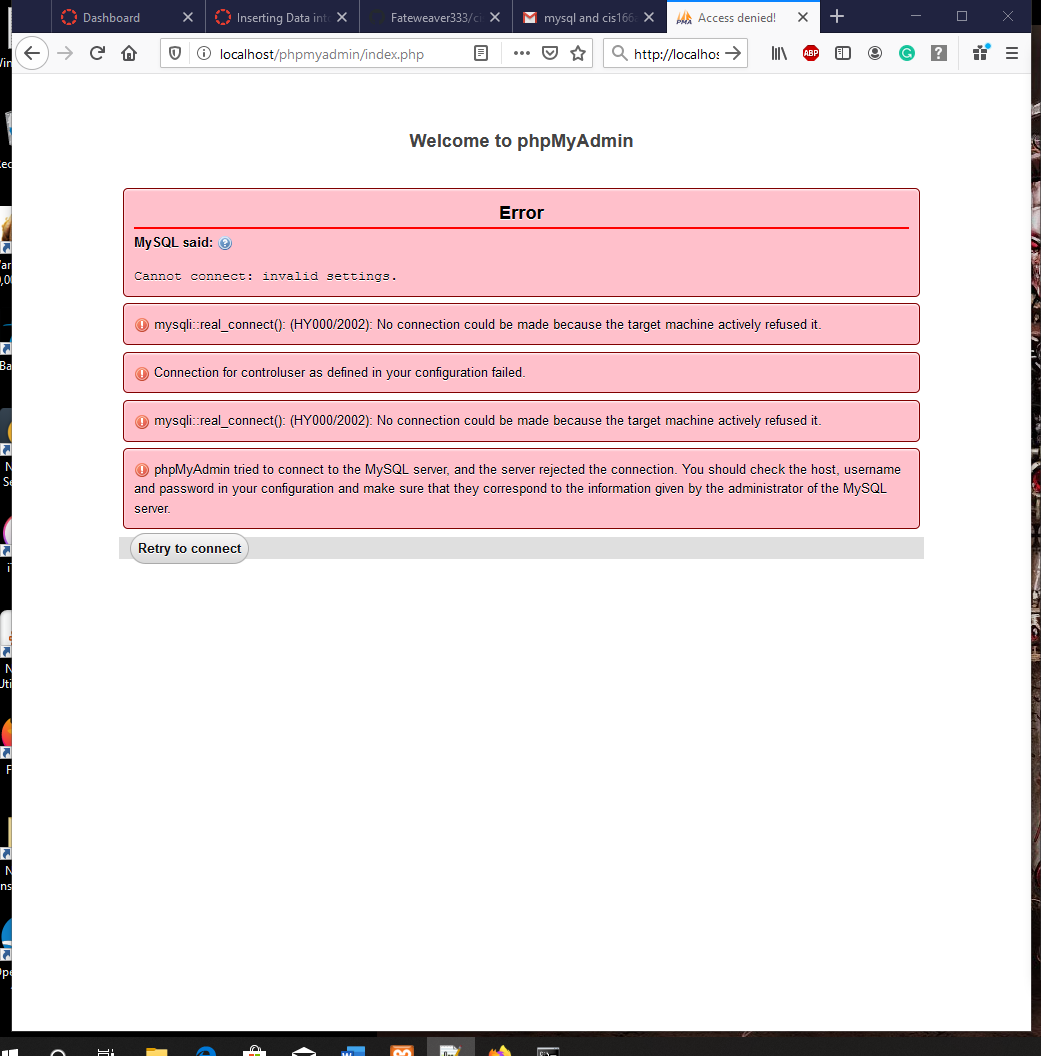 Dashboard
Inserting Data int
Fateweaver333/ci
mysql and cis166
Access denied!
localhost/phpmyadmin/index.php
http://localhos
ABP
Welcome to phpMyAdmin
Error
MySQL said:
Cannot connect: invalid settings.
mysqli::real_connect(): (HY000/2002): No connection could be made because the target machine actively refused it.
Connection for controluser as defined in your configuration failed.
mysqli::real_connect(): (HY000/2002): No connection could be made because the target machine actively refused it.
phpMyAdmin tried to connect to the MySQL server, and the server rejected the connection. You should check the host, username
and password in your configuration and make sure that they correspond to the information given by the administrator of the MySQL
server.
Retry to connect